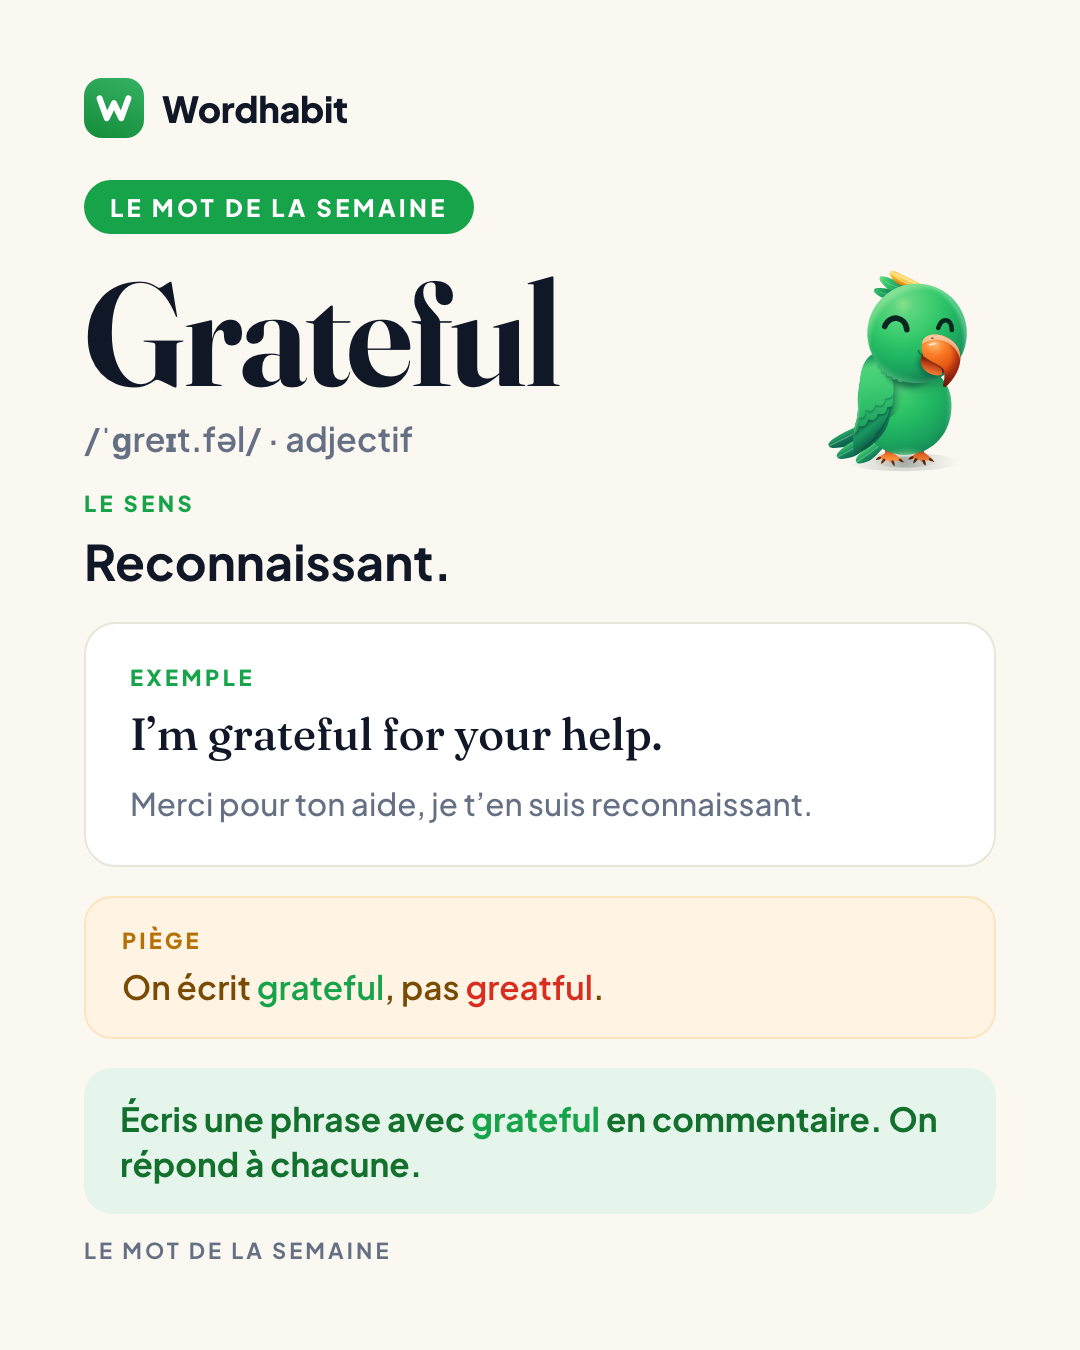 W
Wordhabit
LE MOT DE LA SEMAINE
Grateful
/ˈɡreɪt.fəl/ · adjectif
LE SENS
Reconnaissant.
EXEMPLE
I’m grateful for your help.
Merci pour ton aide, je t’en suis reconnaissant.
PIÈGE
On écrit grateful, pas greatful.
Écris une phrase avec grateful en commentaire. On
répond à chacune.
LE MOT DE LA SEMAINE